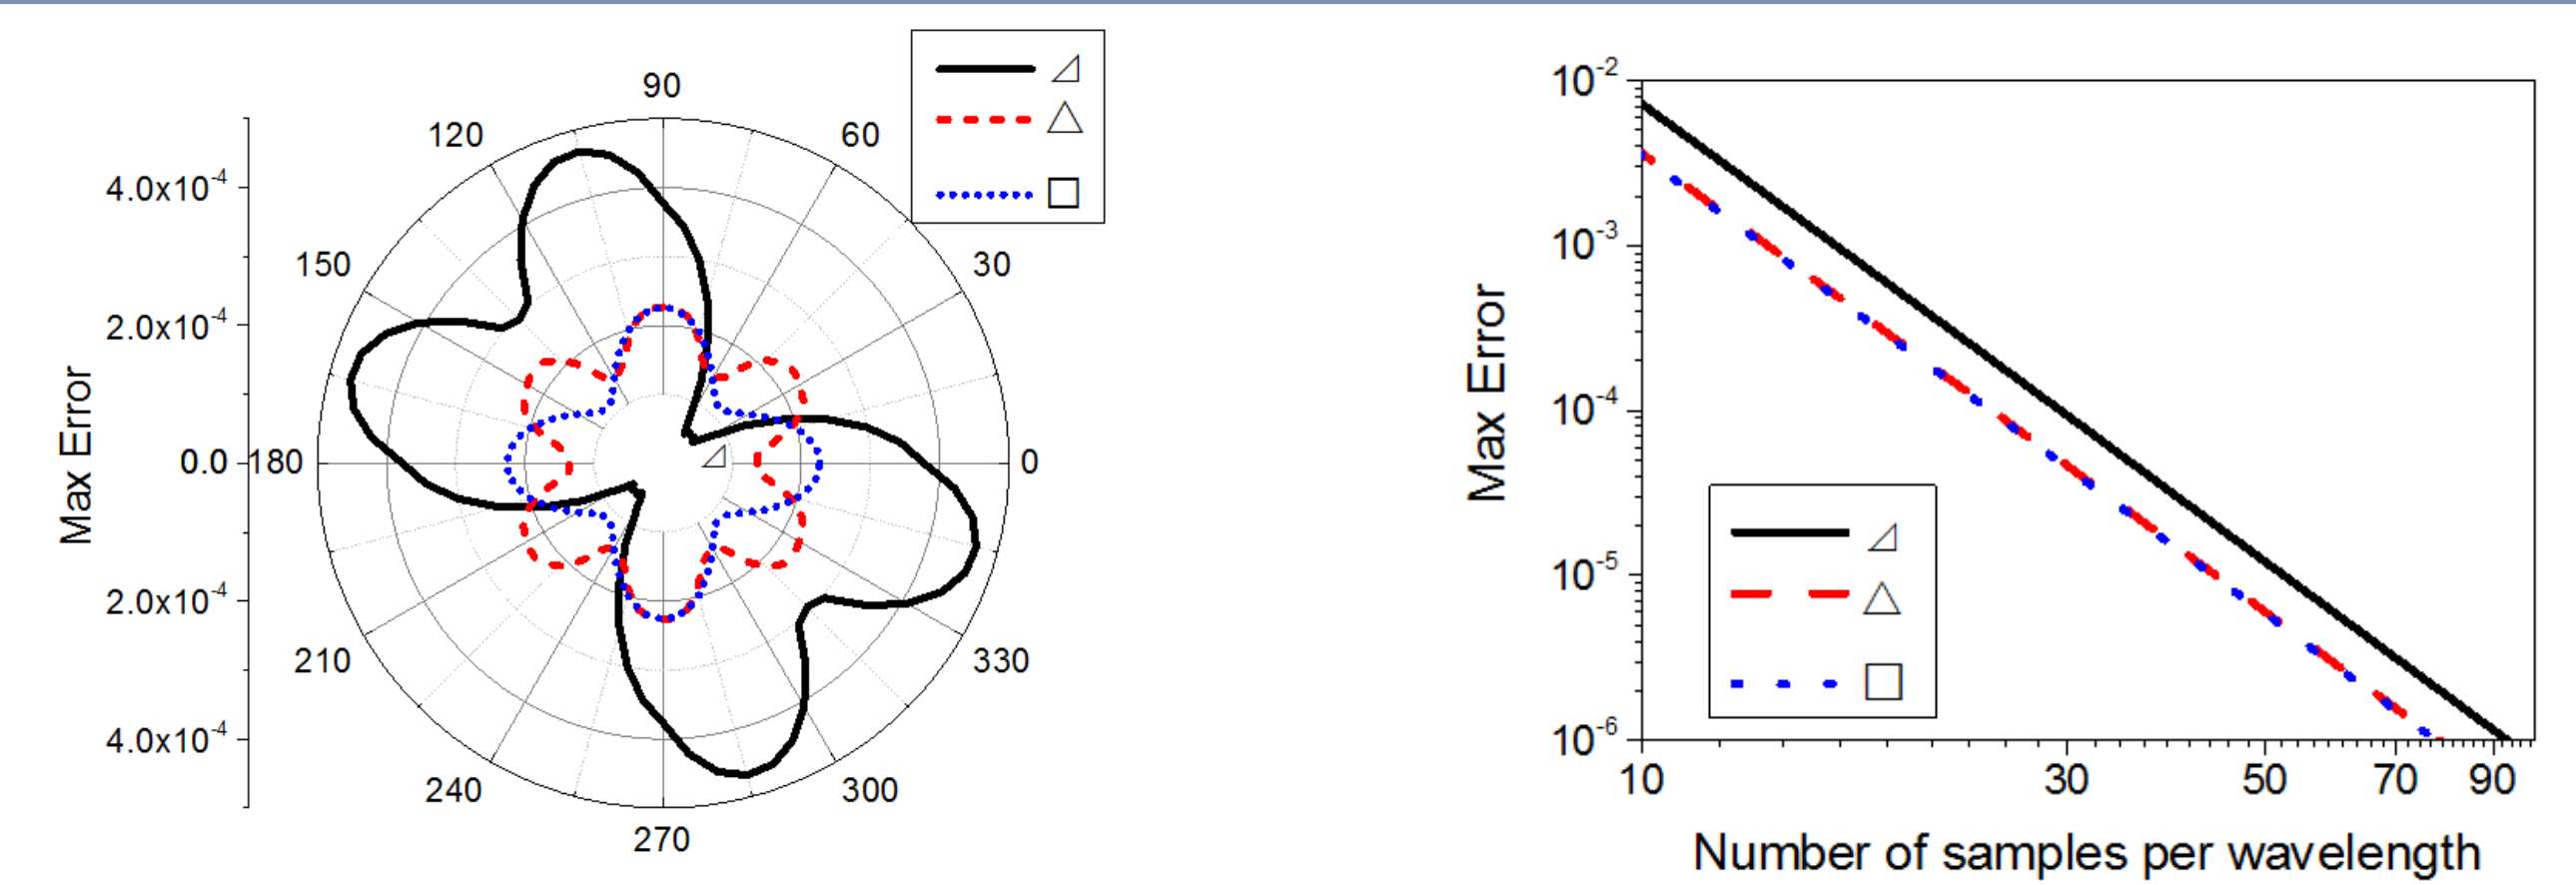 90
120
60
150
30
180
0
210
330
240
300
270
4.0x10⁻⁴
2.0x10⁻⁴
0.0
2.0x10⁻⁴
4.0x10⁻⁴
Max Error
10⁻²
10⁻³
10⁻⁴
10⁻⁵
10⁻⁶
Max Error
10 30 50 70 90
Number of samples per wavelength